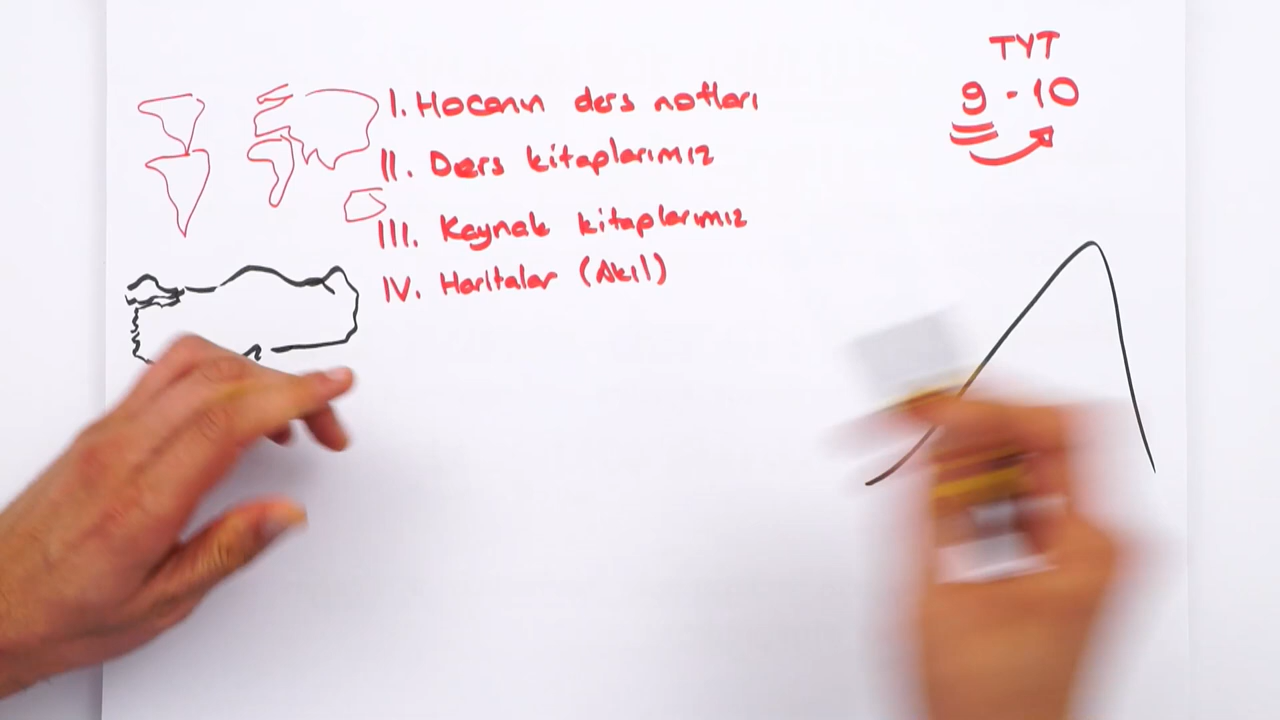 TYT
9 - 10
I. Hocanın ders notları
II. Ders kitaplarımız
III. Kaynak kitaplarımız
IV. Haritalar (Akıl)